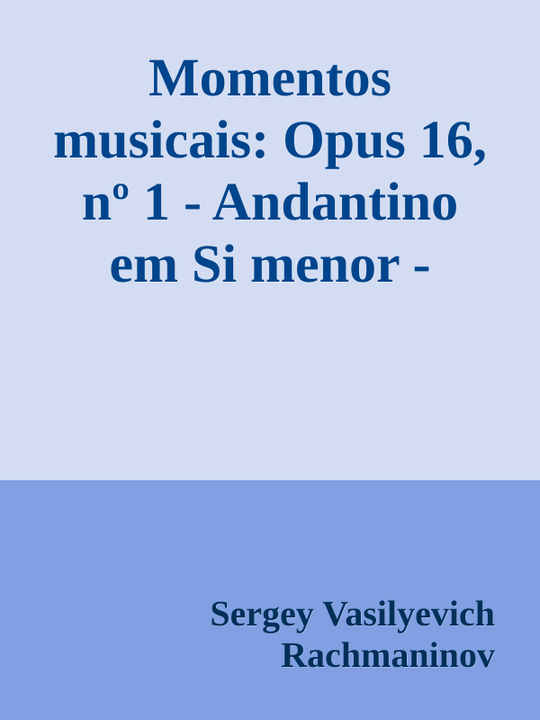 Momentos
musicais: Opus 16,
nº 1 - Andantino
em Si menor -
Sergey Vasilyevich
Rachmaninov